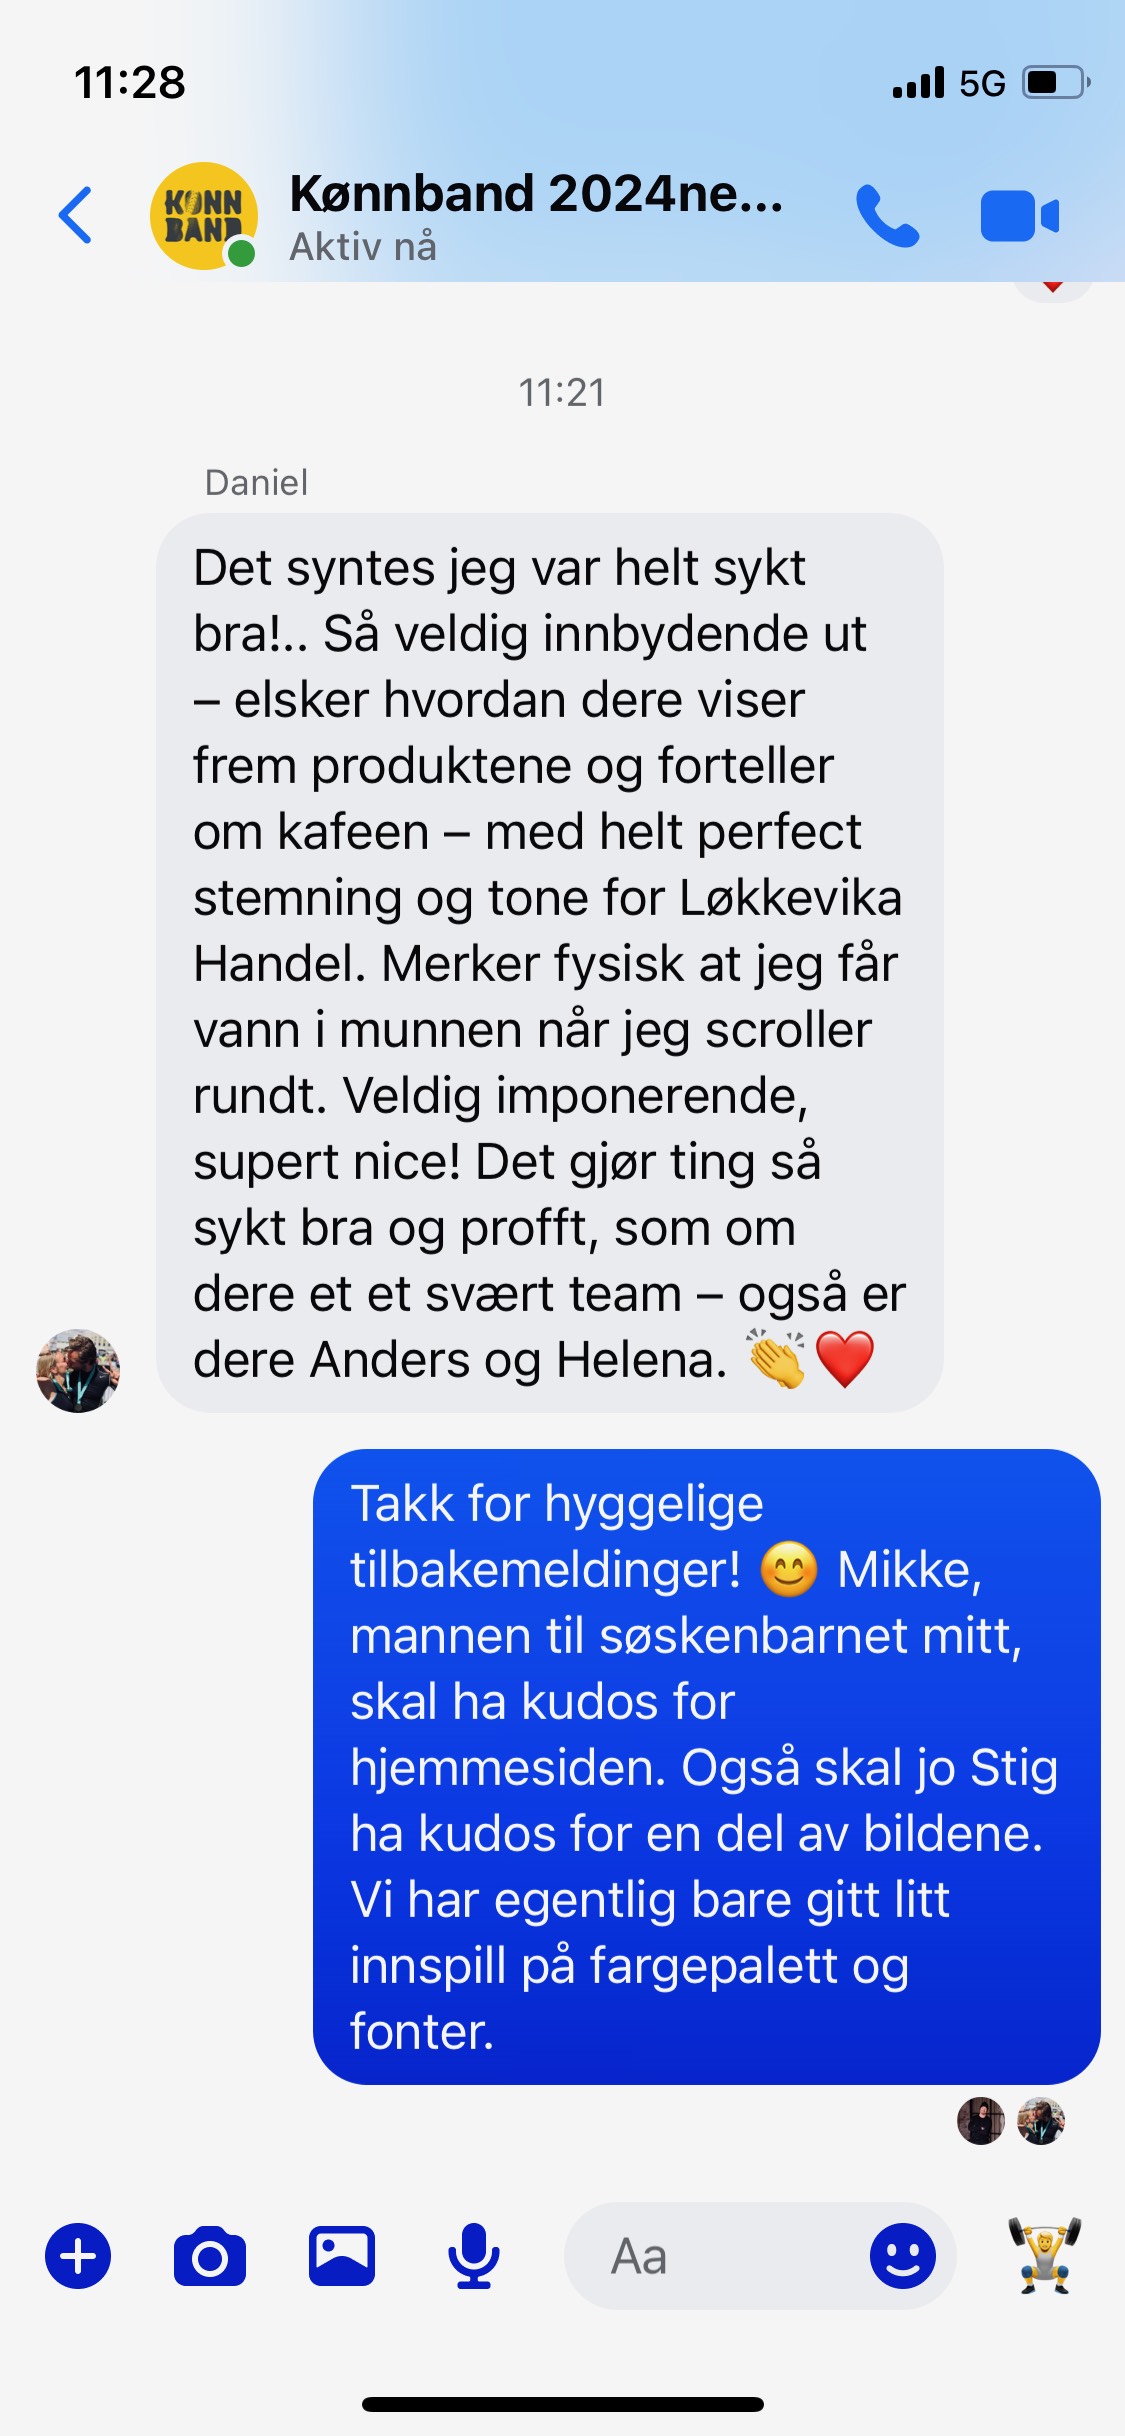 11:28
5G
KØNN
BAND
Kønnband 2024ne...
Aktiv nå
11:21
Daniel
Det syntes jeg var helt sykt
bra!.. Så veldig innbydende ut
– elsker hvordan dere viser
frem produktene og forteller
om kafeen – med helt perfect
stemning og tone for Løkkevika
Handel. Merker fysisk at jeg får
vann i munnen når jeg scroller
rundt. Veldig imponerende,
supert nice! Det gjør ting så
sykt bra og profft, som om
dere et et svært team – også er
dere Anders og Helena. 👏❤️
Takk for hyggelige
tilbakemeldinger! 😊 Mikke,
mannen til søskenbarnet mitt,
skal ha kudos for
hjemmesiden. Også skal jo Stig
ha kudos for en del av bildene.
Vi har egentlig bare gitt litt
innspill på fargepalett og
fonter.
Aa